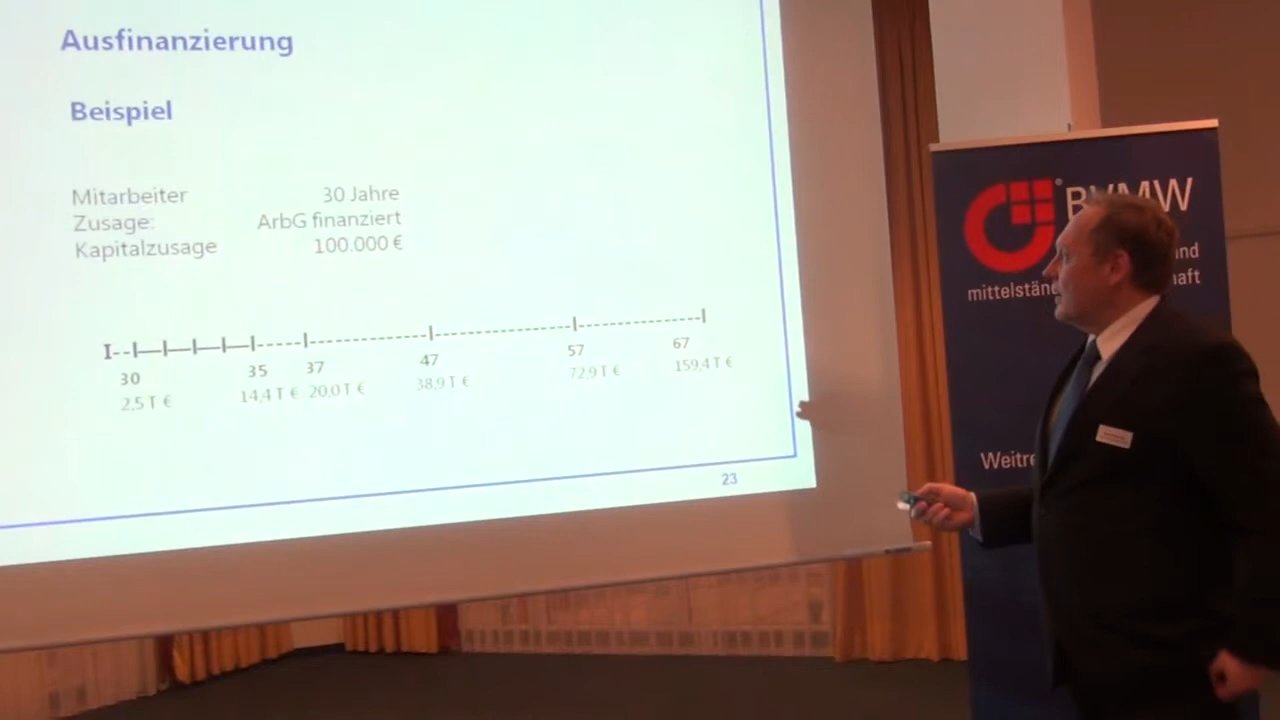 Ausfinanzierung
Beispiel
Mitarbeiter 30 Jahre
Zusage: ArbG finanziert
Kapitalzusage 100.000 €
30 35 37 47 57 67
2,5 T € 14,4 T € 20,0 T € 38,9 T € 72,9 T € 159,4 T €
23
BVMW
mittelstän